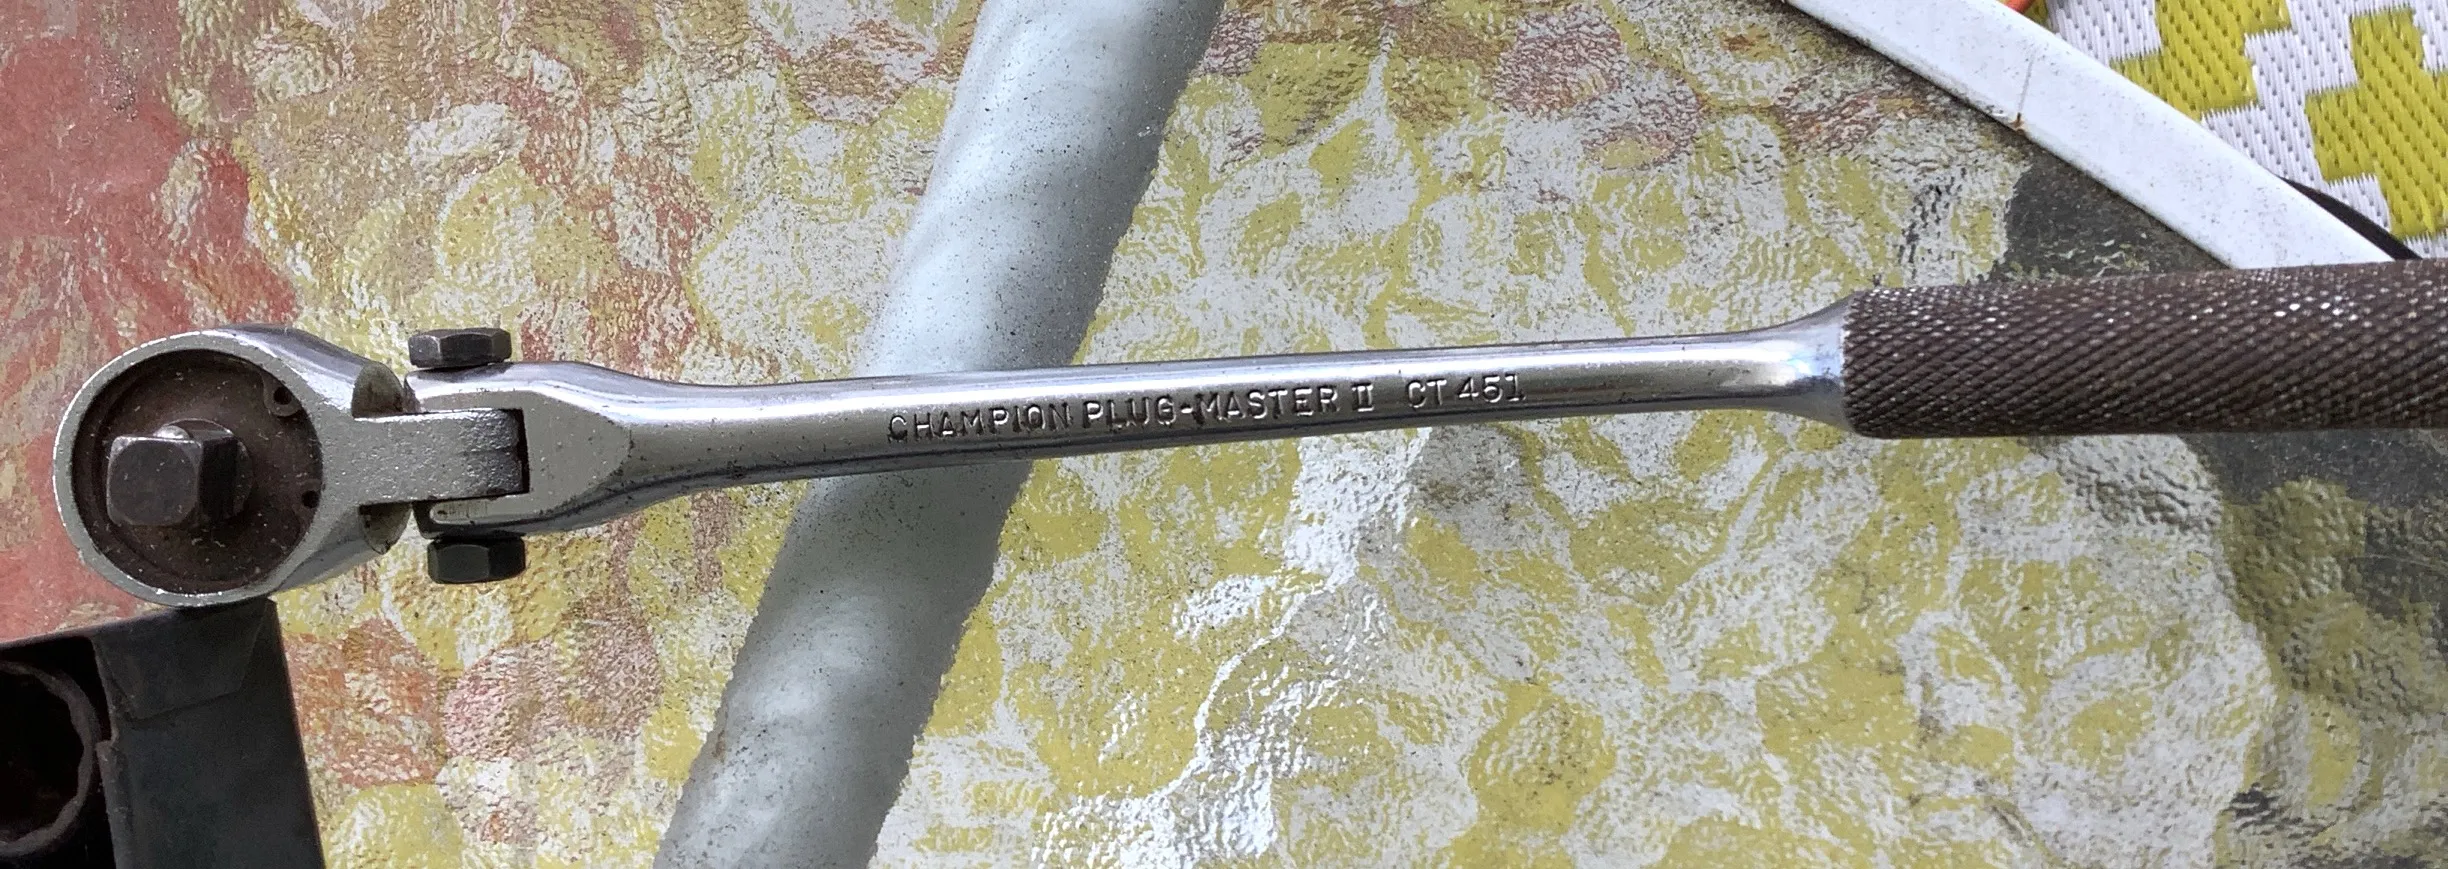 CHAMPION PLUG-MASTER II CT 451